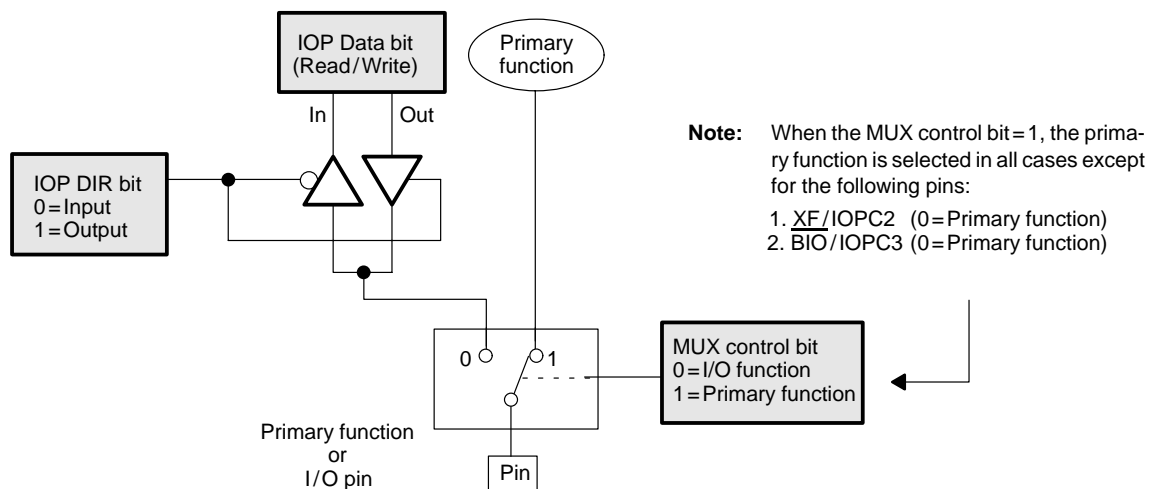 IOP Data bit
(Read/Write)
Primary
function
In
Out
IOP DIR bit
0=Input
1=Output
Note: When the MUX control bit=1, the prima-
ry function is selected in all cases except
for the following pins:
1. XF/IOPC2 (0=Primary function)
2. BIO/IOPC3 (0=Primary function)
0
1
MUX control bit
0=I/O function
1=Primary function
Primary function
or
I/O pin
Pin